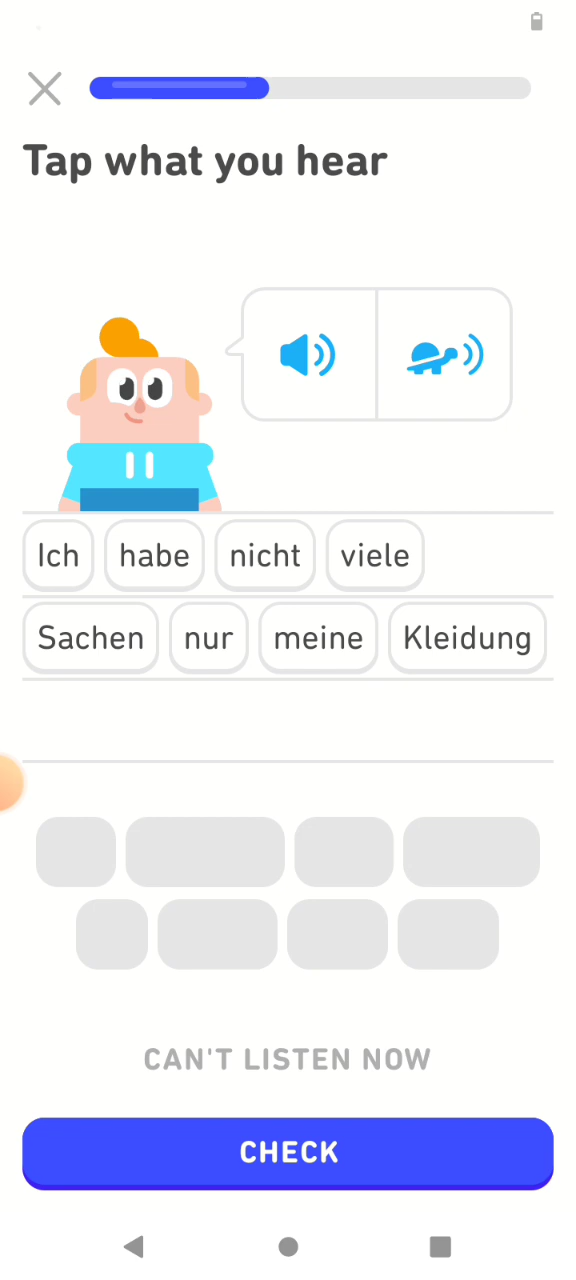 Tap what you hear
Ich habe nicht viele
Sachen nur meine Kleidung
CAN'T LISTEN NOW
CHECK